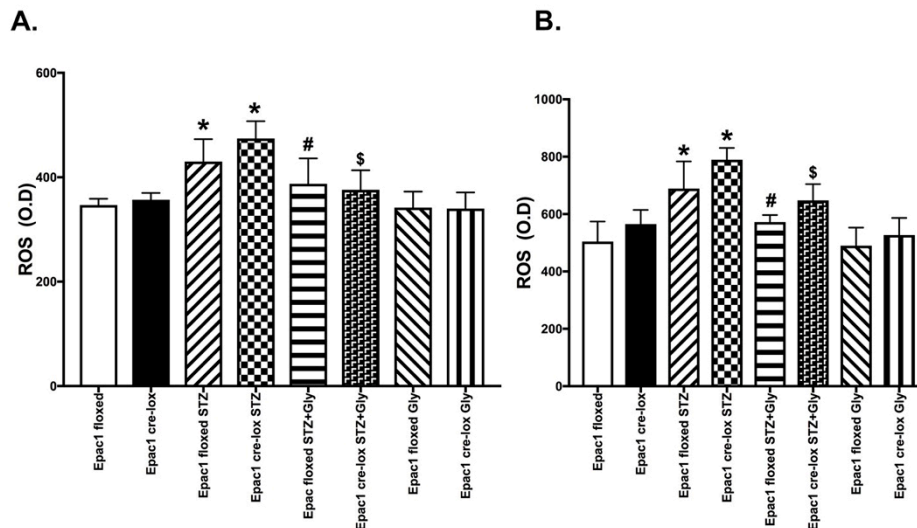 A.
600
400
200
0
ROS (O.D)
*
*
#
$
Epac1 floxed
Epac1 cre-lox
Epac1 floxed STZ
Epac1 cre-lox STZ
Epac floxed STZ+Gly
Epac1 cre-lox STZ+Gly
Epac1 floxed Gly
Epac1 cre-lox Gly
B.
1000
800
600
400
200
0
ROS (O.D)
*
*
#
$
Epac1 floxed
Epac1 cre-lox
Epac1 floxed STZ
Epac1 cre-lox STZ
Epac1 floxed STZ+Gly
Epac1 cre-lox STZ+Gly
Epac1 floxed Gly
Epac1 cre-lox Gly